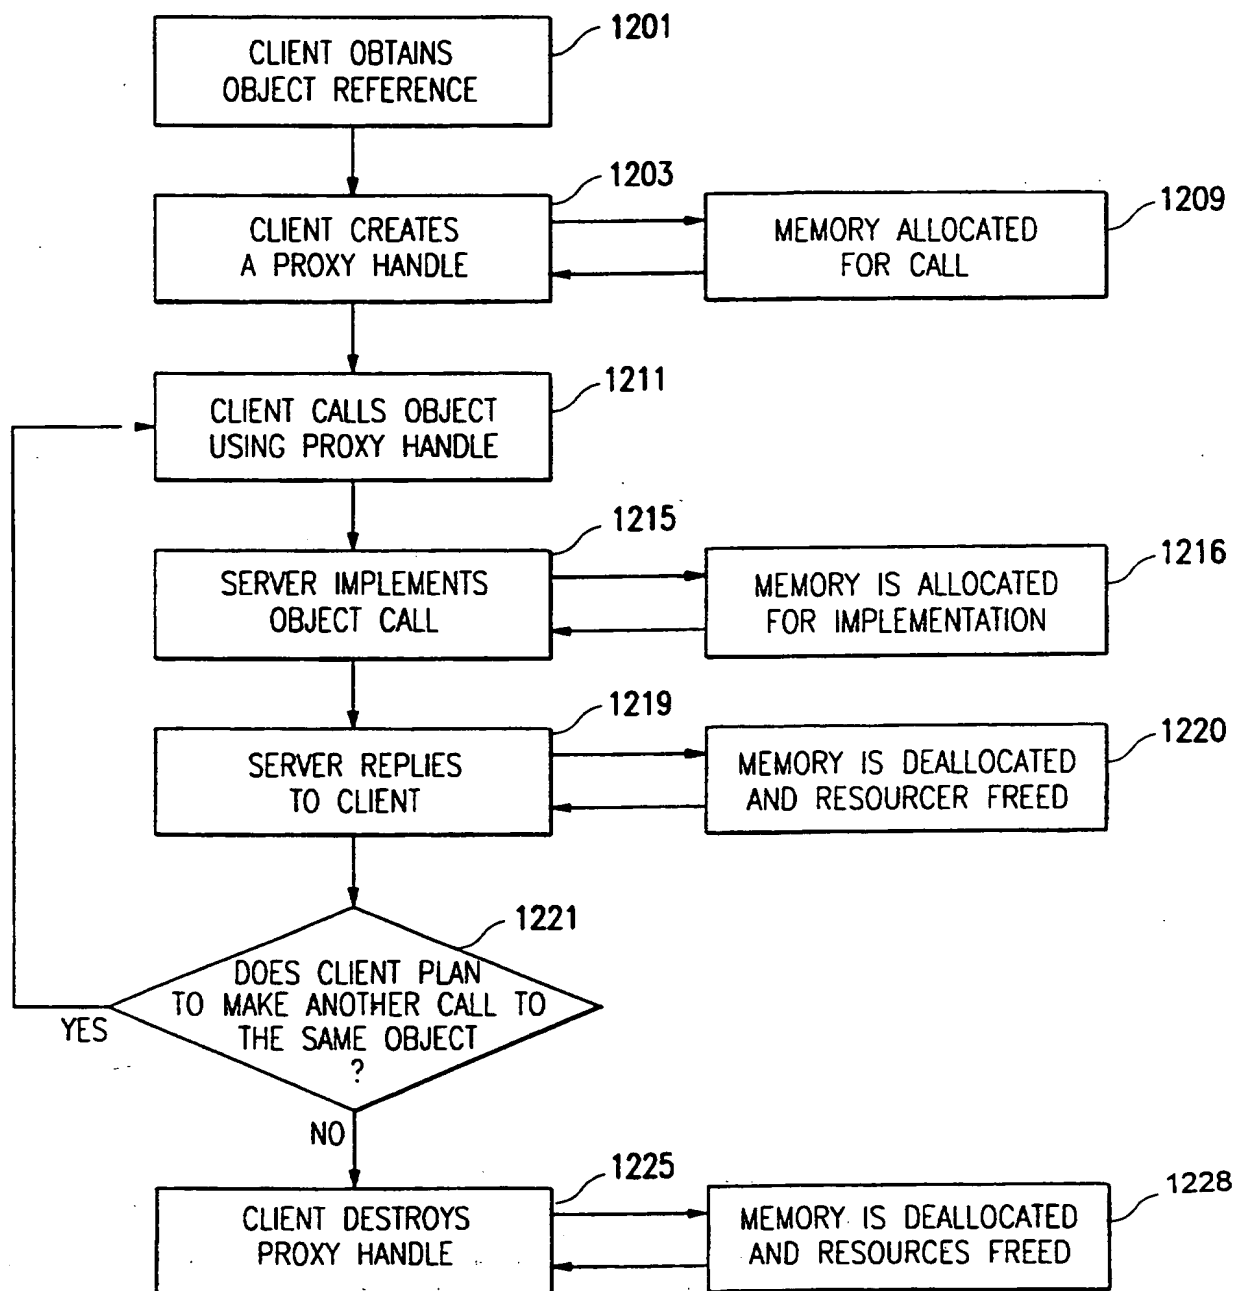 1201
CLIENT OBTAINS
OBJECT REFERENCE
1203
CLIENT CREATES
A PROXY HANDLE
1209
MEMORY ALLOCATED
FOR CALL
1211
CLIENT CALLS OBJECT
USING PROXY HANDLE
1215
SERVER IMPLEMENTS
OBJECT CALL
1216
MEMORY IS ALLOCATED
FOR IMPLEMENTATION
1219
SERVER REPLIES
TO CLIENT
1220
MEMORY IS DEALLOCATED
AND RESOURCER FREED
1221
DOES CLIENT PLAN
TO MAKE ANOTHER CALL TO
THE SAME OBJECT
?
YES
NO
1225
CLIENT DESTROYS
PROXY HANDLE
1228
MEMORY IS DEALLOCATED
AND RESOURCES FREED